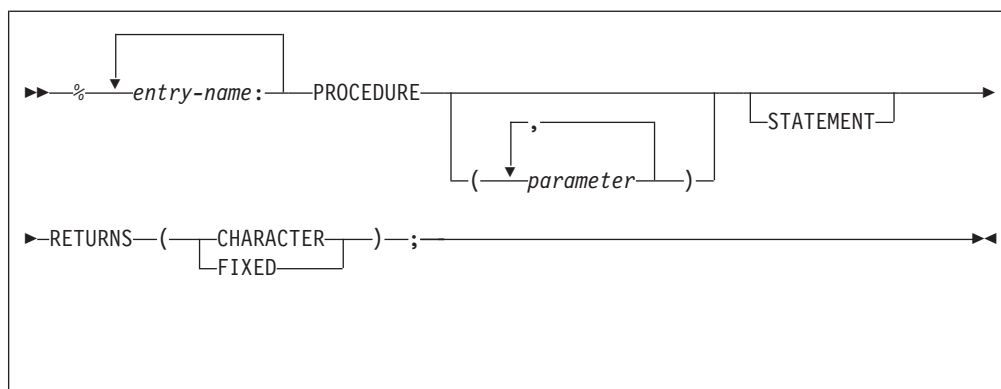 % entry-name: PROCEDURE
,
( parameter )
STATEMENT
RETURNS ( CHARACTER ) ;
FIXED